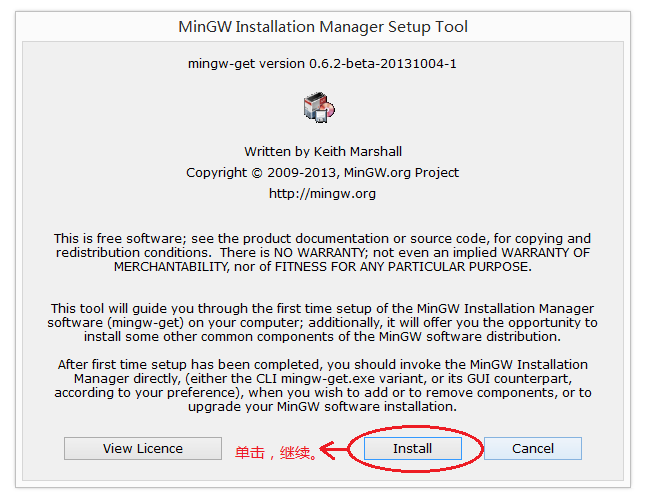 MinGW Installation Manager Setup Tool
mingw-get version 0.6.2-beta-20131004-1
Written by Keith Marshall
Copyright © 2009-2013, MinGW.org Project
http://mingw.org
This is free software; see the product documentation or source code, for copying and
redistribution conditions.  There is NO WARRANTY; not even an implied WARRANTY OF
MERCHANTABILITY, nor of FITNESS FOR ANY PARTICULAR PURPOSE.
This tool will guide you through the first time setup of the MinGW Installation Manager
software (mingw-get) on your computer; additionally, it will offer you the opportunity to
install some other common components of the MinGW software distribution.
After first time setup has been completed, you should invoke the MinGW Installation
Manager directly, (either the CLI mingw-get.exe variant, or its GUI counterpart,
according to your preference), when you wish to add or to remove components, or to
upgrade your MinGW software installation.
View Licence 单击，继续。 Install Cancel